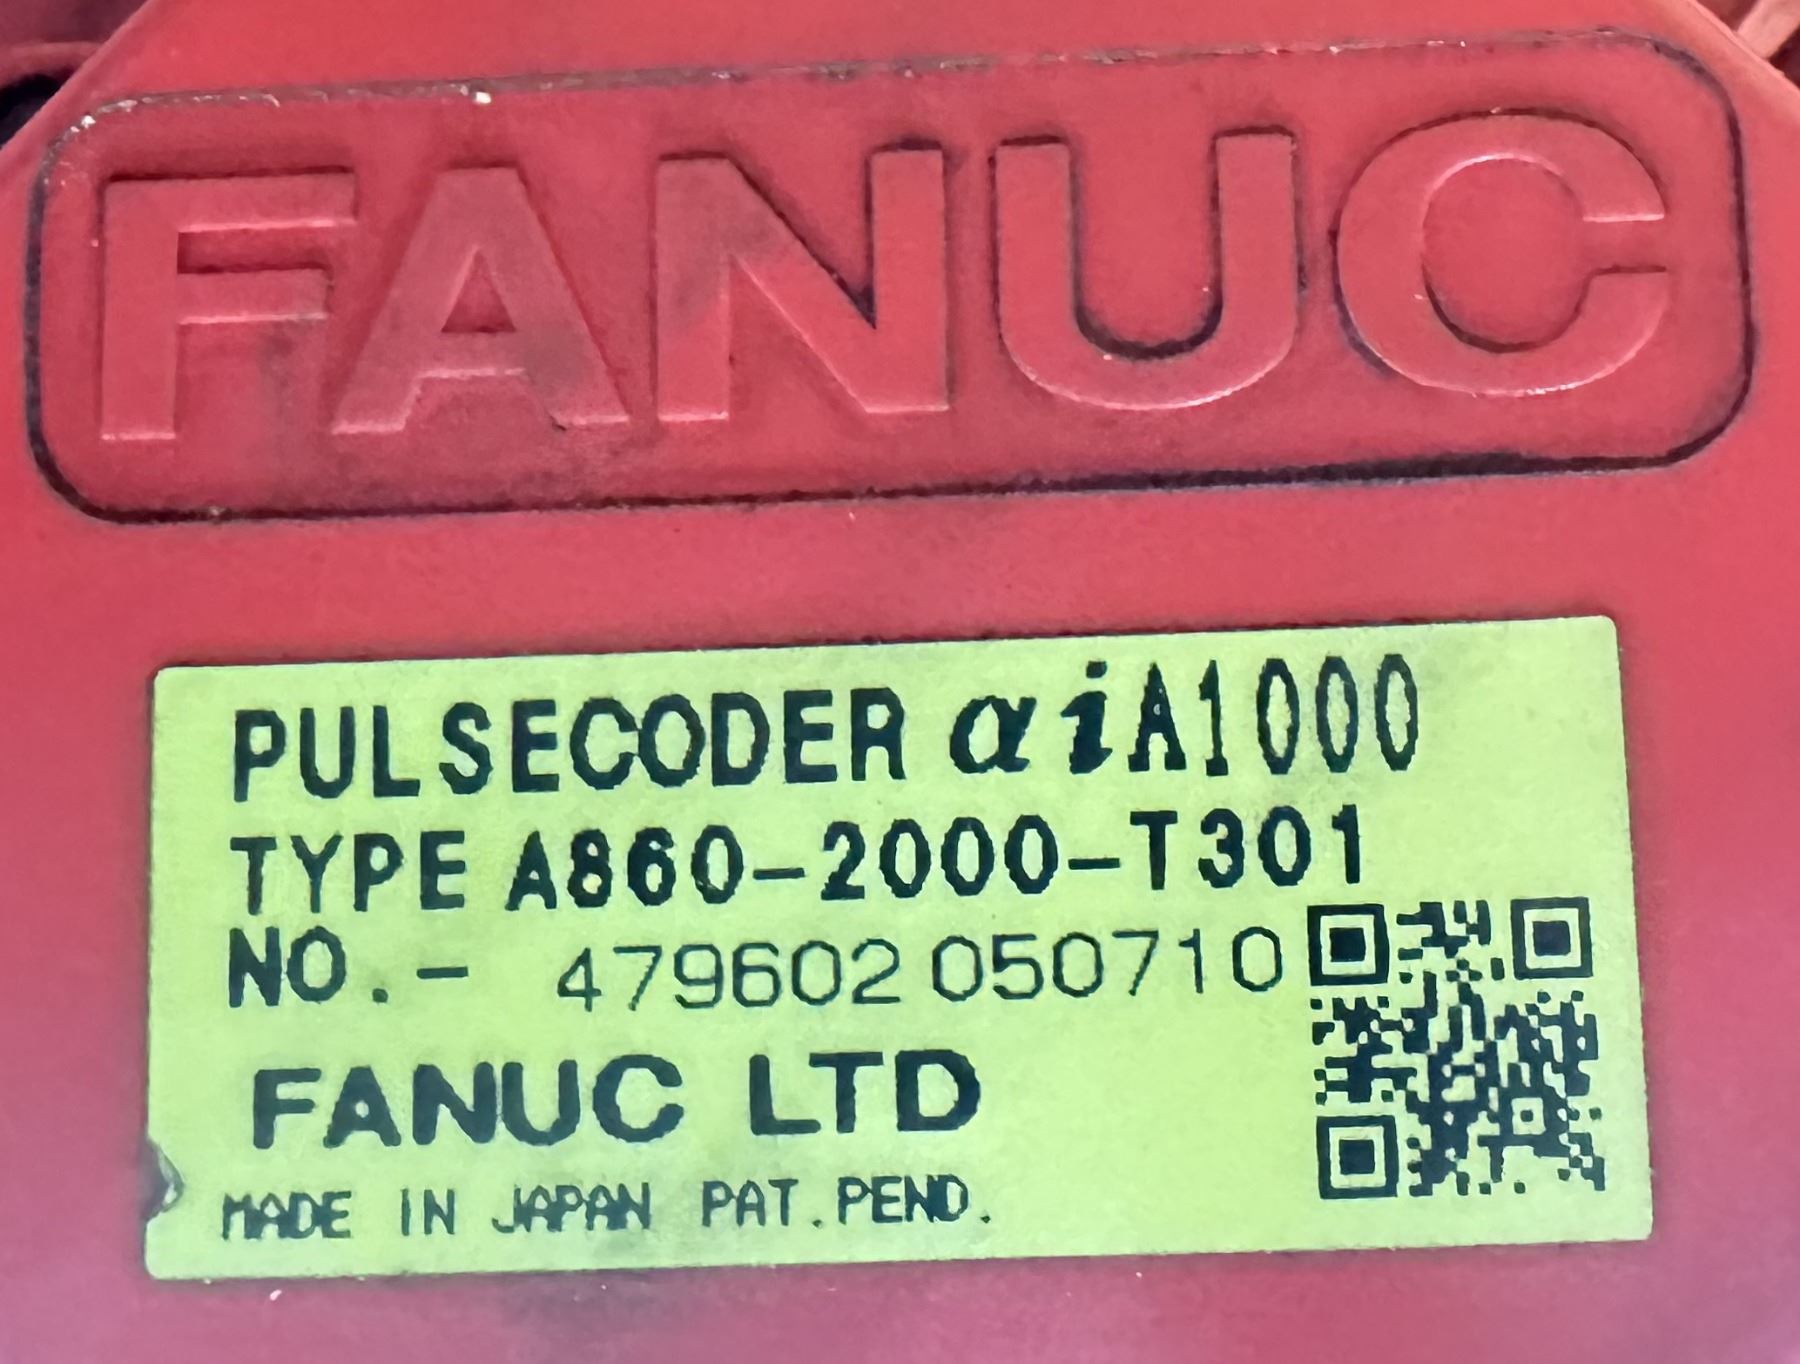 FANUC
PULSECODER αiA1000
TYPE A860-2000-T301
NO.- 479602 050710
FANUC LTD
MADE IN JAPAN PAT.PEND.